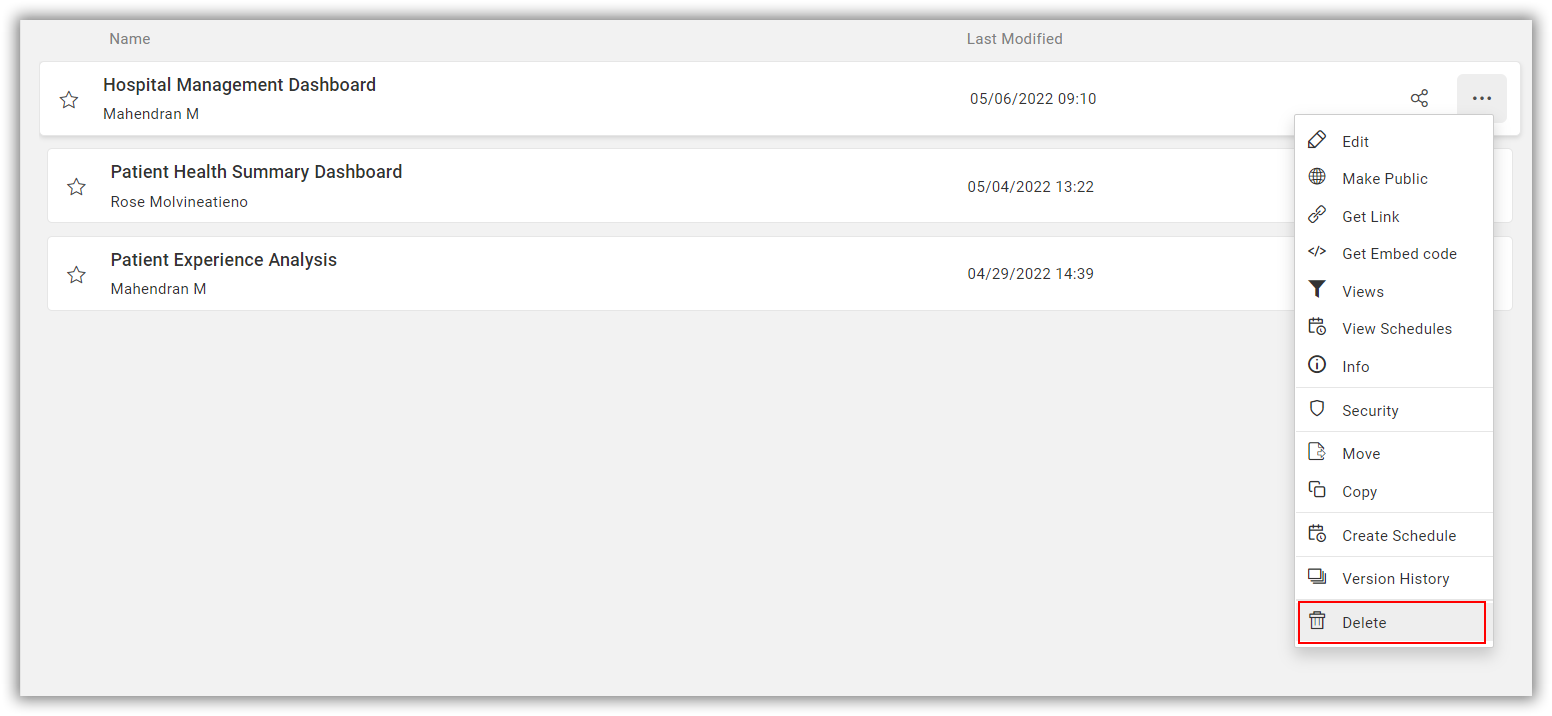 Name Last Modified
Hospital Management Dashboard
Mahendran M
05/06/2022 09:10
Patient Health Summary Dashboard
Rose Molvineatieno
05/04/2022 13:22
Patient Experience Analysis
Mahendran M
04/29/2022 14:39
Edit
Make Public
Get Link
Get Embed code
Views
View Schedules
Info
Security
Move
Copy
Create Schedule
Version History
Delete